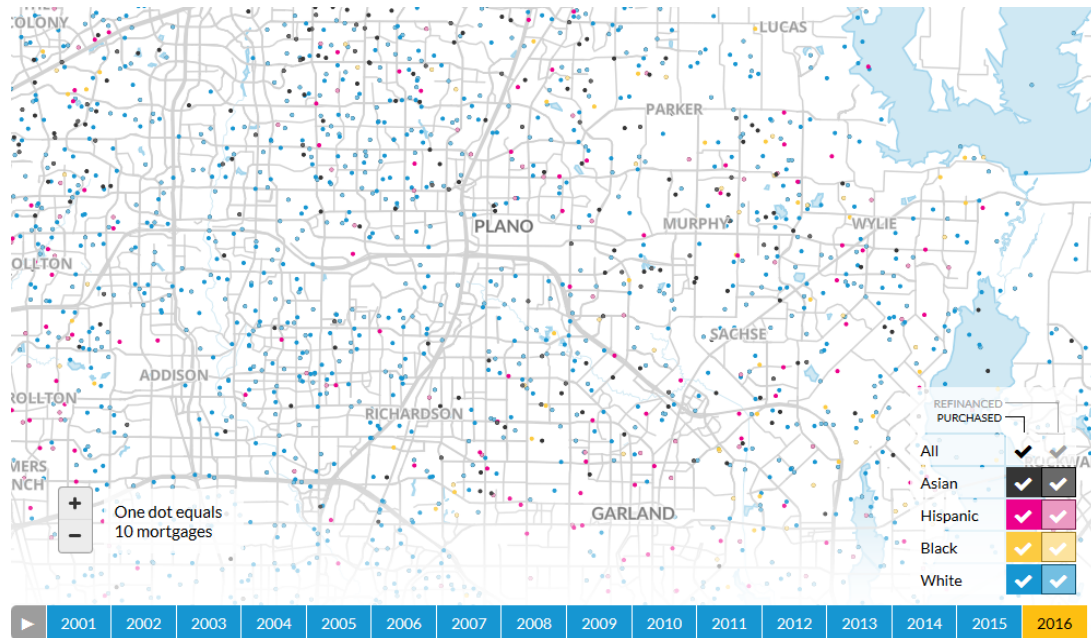 COLONY
LUCAS
PARKER
PLANO
MURPHY
WYLIE
OLLTON
SACHSE
ADDISON
ROLLTON
RICHARDSON
MERS
NCH
GARLAND
+
−
One dot equals
10 mortgages
REFINANCED
PURCHASED
All
Asian
Hispanic
Black
White
2001 2002 2003 2004 2005 2006 2007 2008 2009 2010 2011 2012 2013 2014 2015 2016